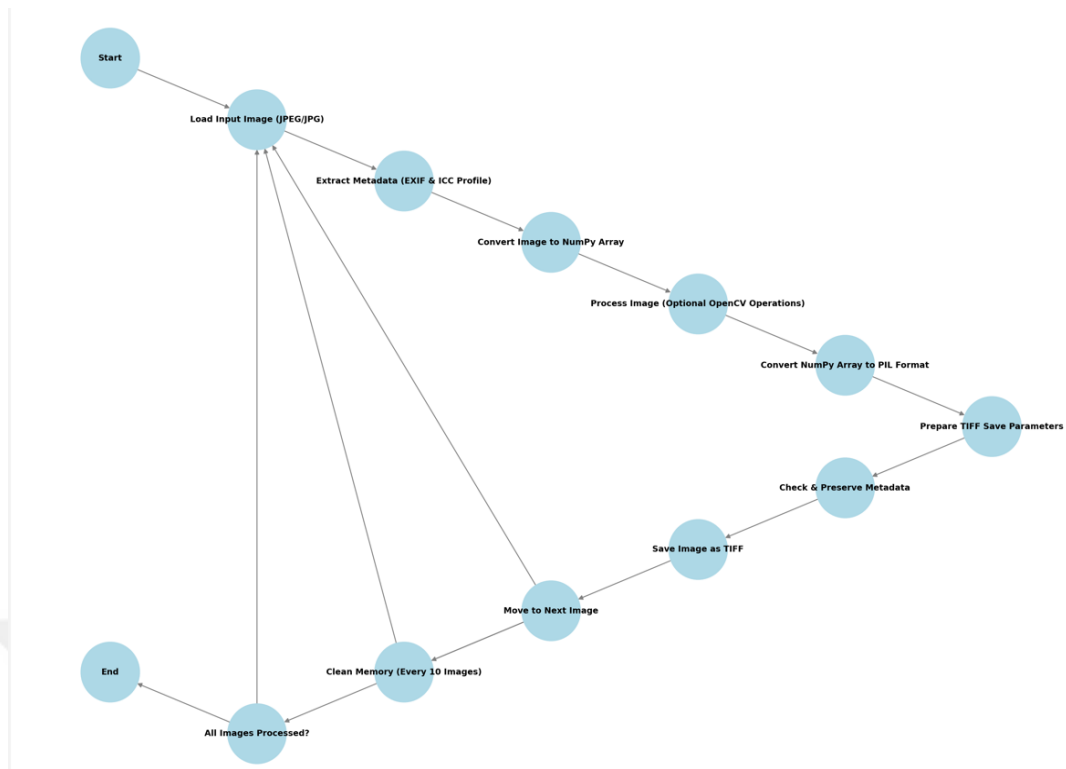 Start
Load Input Image (JPEG/JPG)
Extract Metadata (EXIF & ICC Profile)
Convert Image to NumPy Array
Process Image (Optional OpenCV Operations)
Convert NumPy Array to PIL Format
Prepare TIFF Save Parameters
Check & Preserve Metadata
Save Image as TIFF
Move to Next Image
Clean Memory (Every 10 Images)
All Images Processed?
End